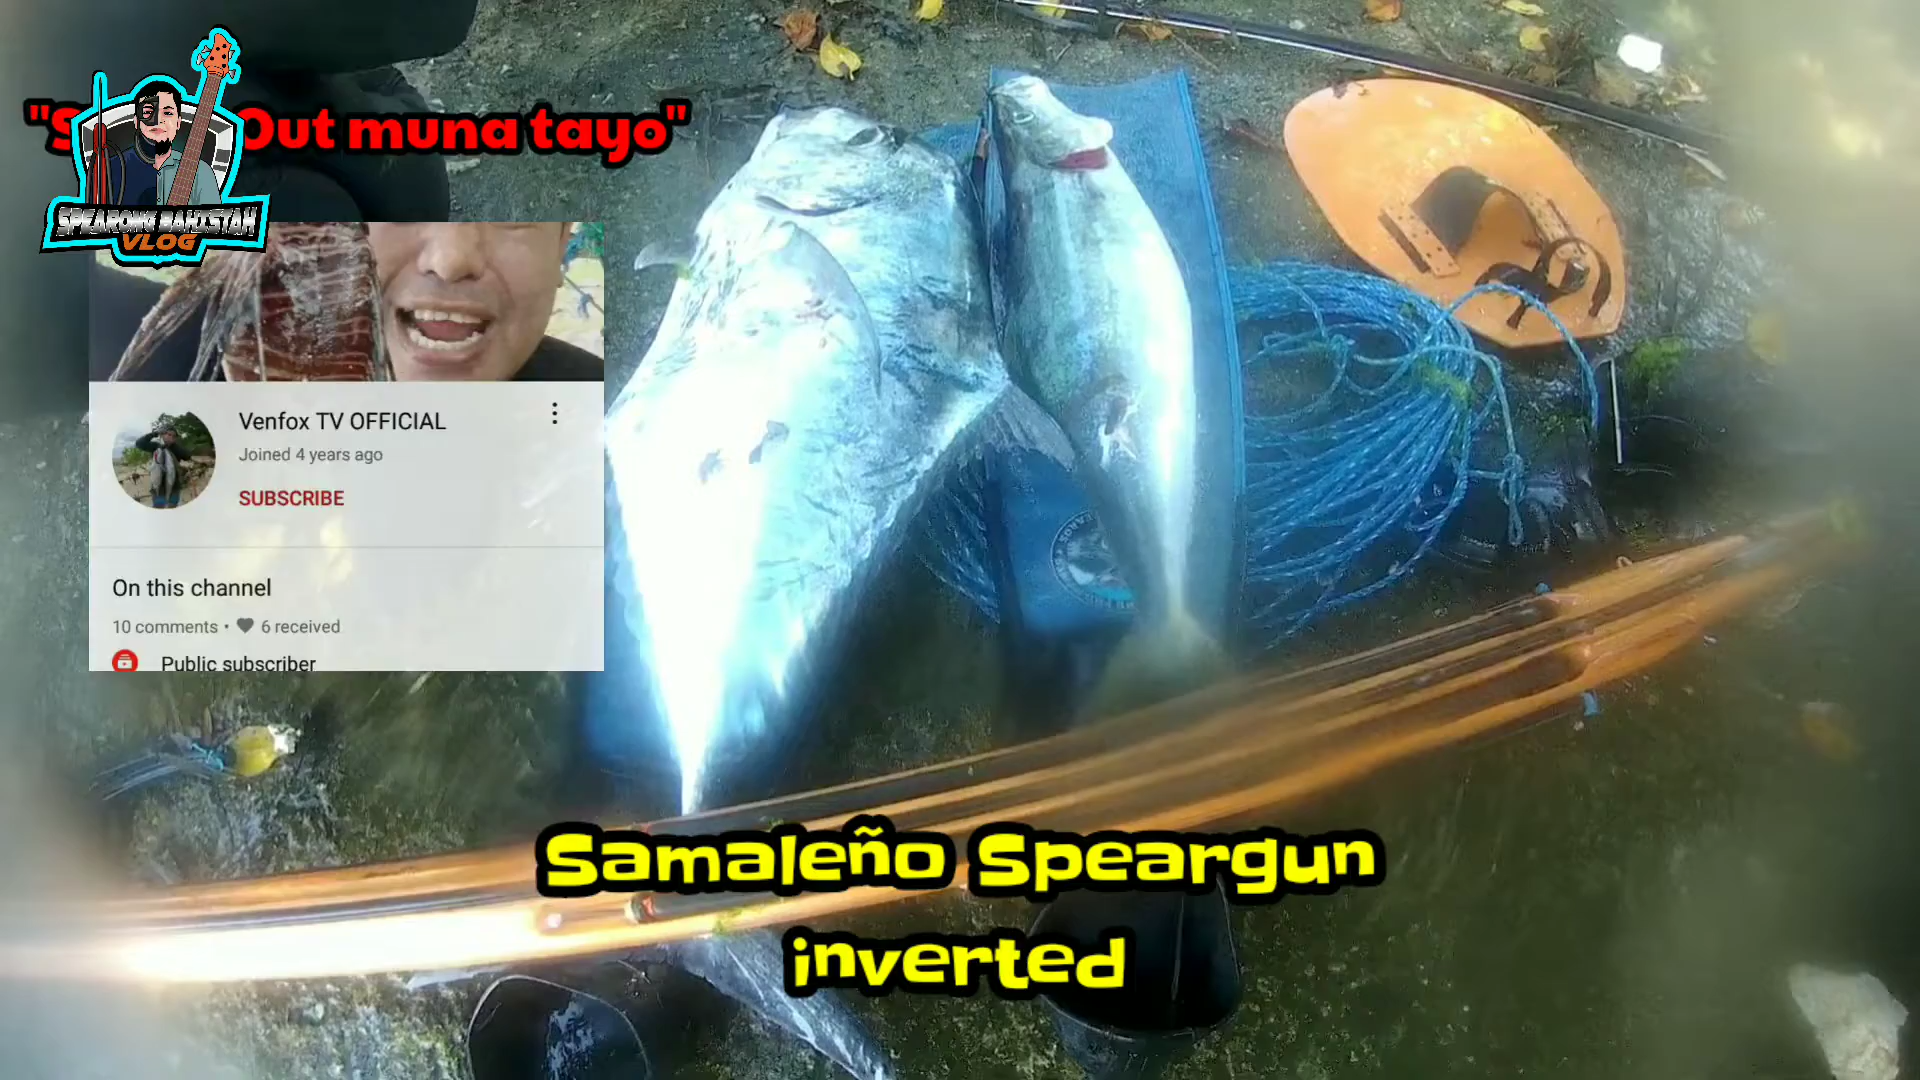 "S Out muna tayo"
SPEARONG BAHISTAH
VLOG
Venfox TV OFFICIAL
Joined 4 years ago
SUBSCRIBE
On this channel
10 comments • 6 received
Public subscriber
Samaleño Speargun
inverted